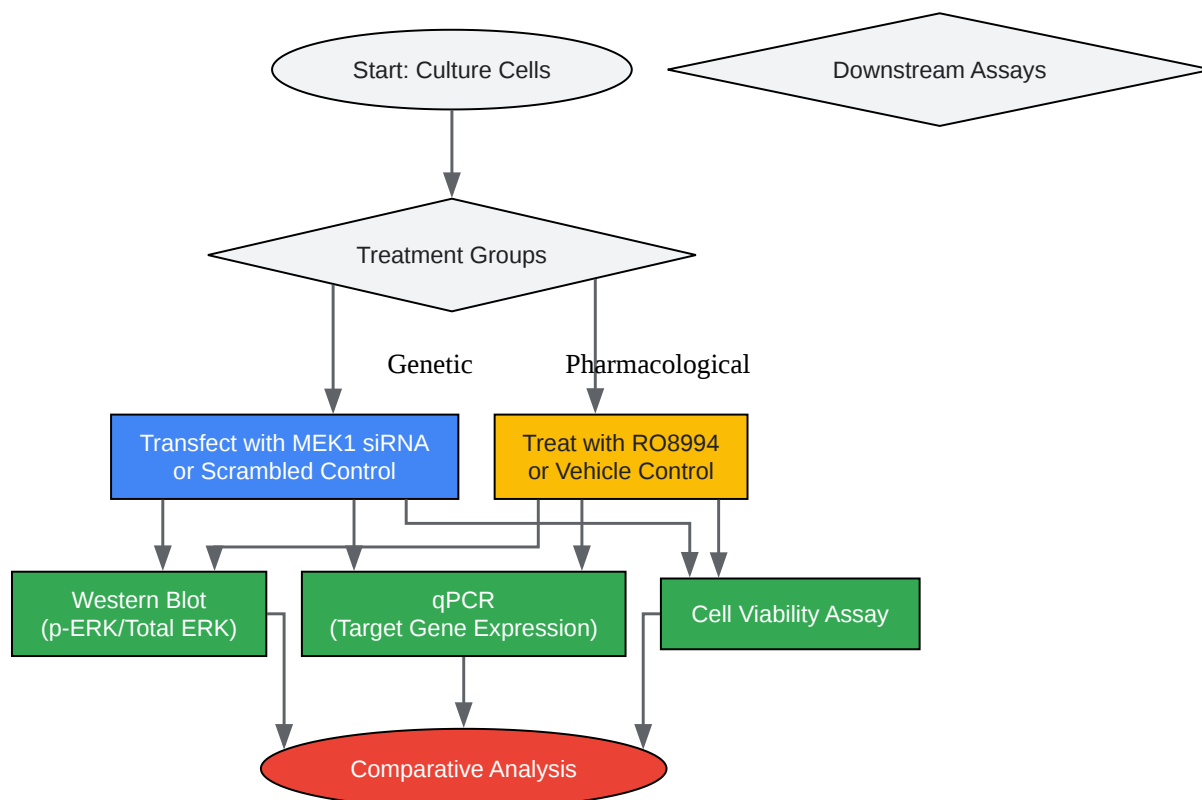 Start: Culture Cells
Downstream Assays
Treatment Groups
Genetic
Pharmacological
Transfect with MEK1 siRNA
or Scrambled Control
Treat with RO8994
or Vehicle Control
Western Blot
(p-ERK/Total ERK)
qPCR
(Target Gene Expression)
Cell Viability Assay
Comparative Analysis